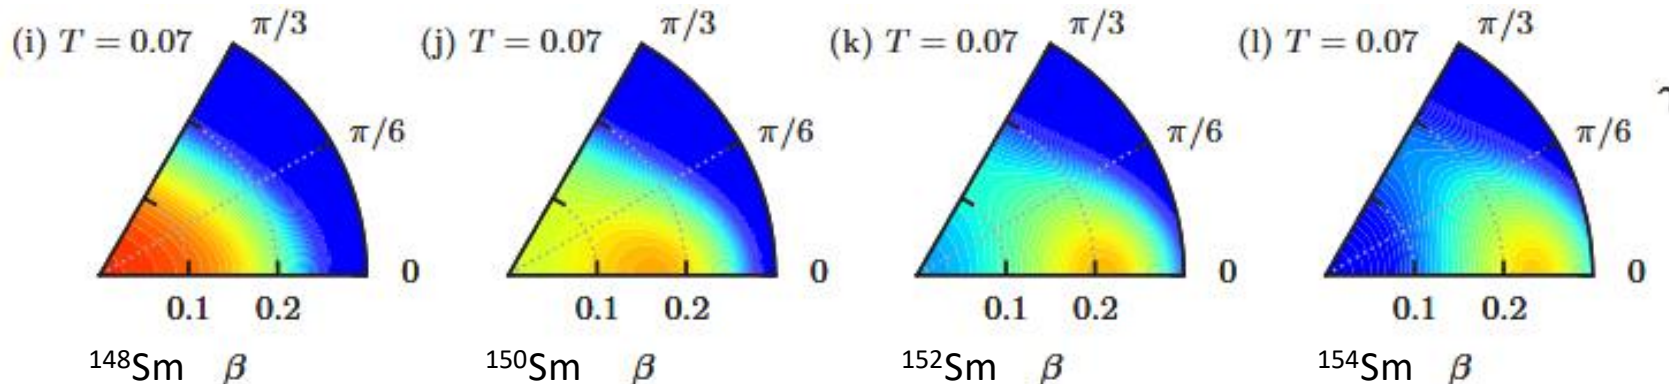 (i) T = 0.07 π/3 (j) T = 0.07 π/3 (k) T = 0.07 π/3 (l) T = 0.07 π/3
π/6 π/6 π/6 π/6
0 0 0 0
0.1 0.2 0.1 0.2 0.1 0.2 0.1 0.2
¹⁴⁸Sm β ¹⁵⁰Sm β ¹⁵²Sm β ¹⁵⁴Sm β